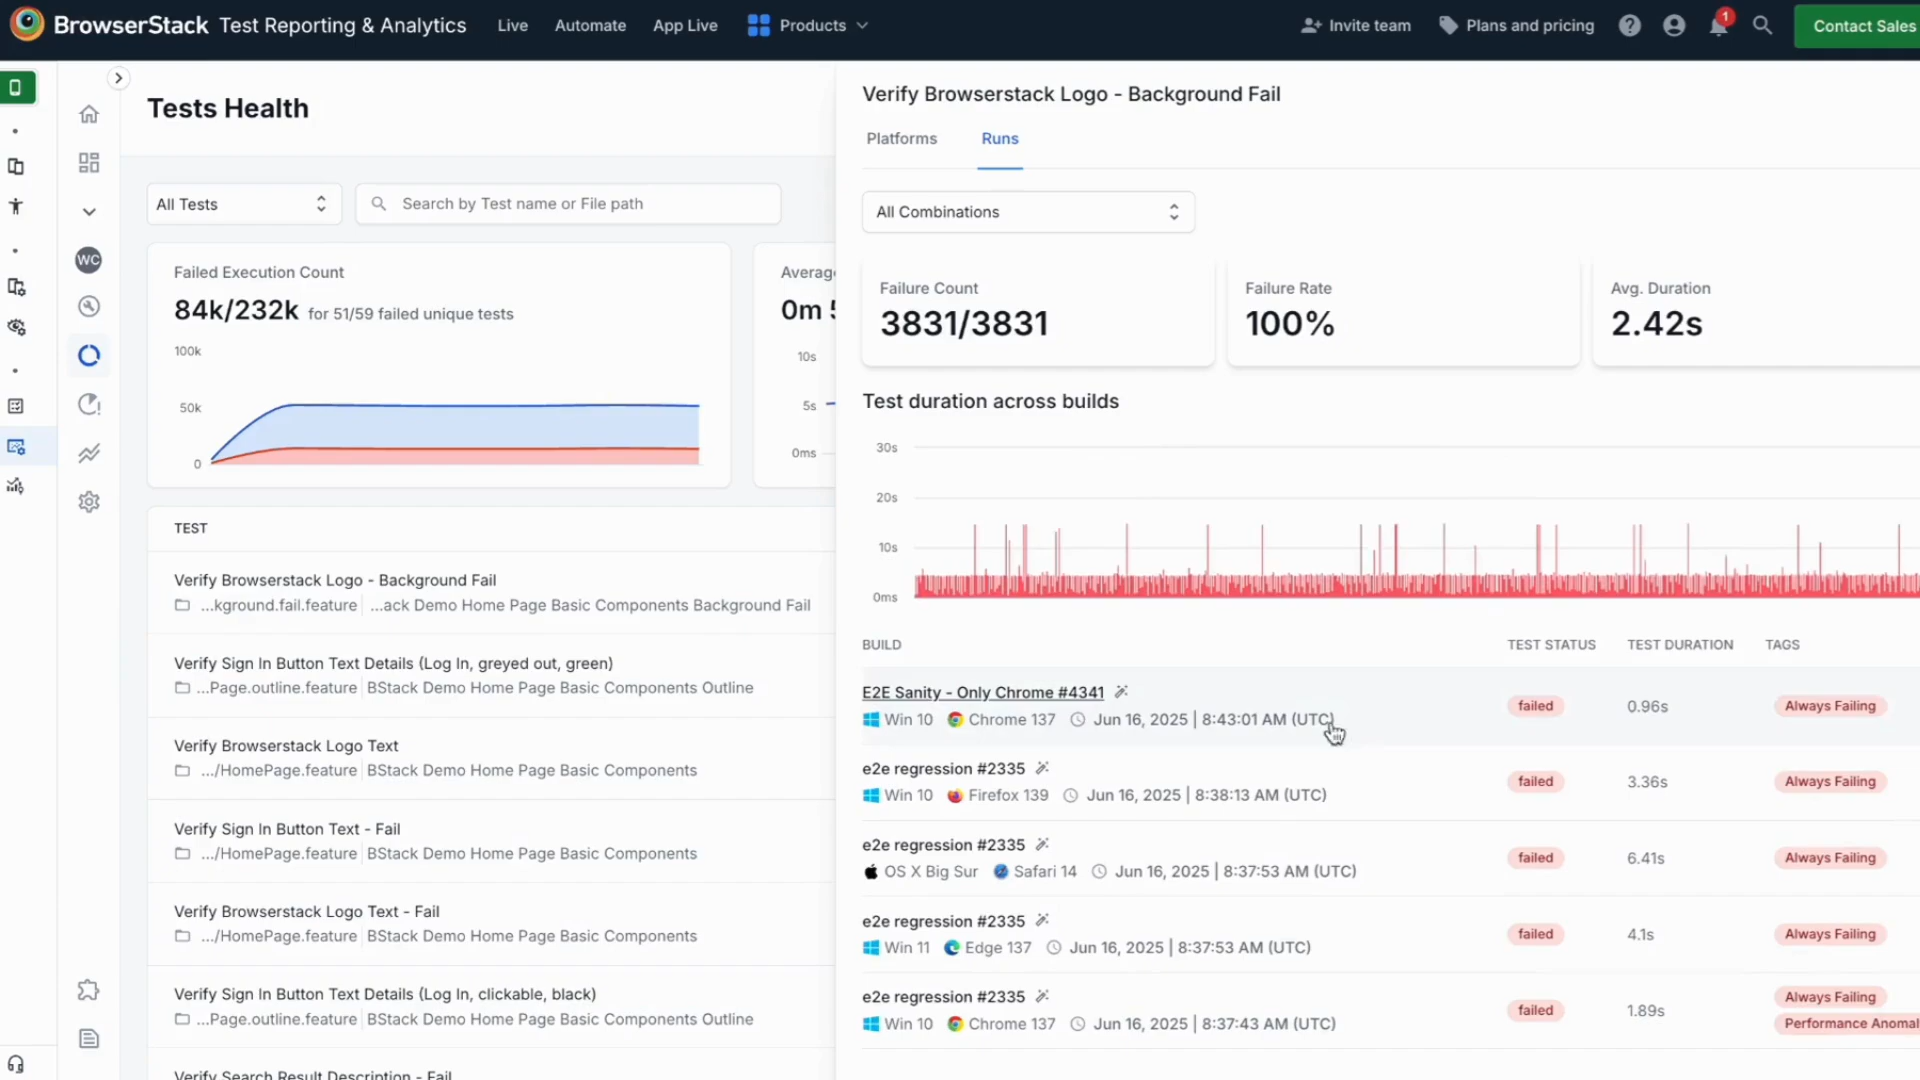 BrowserStack Test Reporting & Analytics Live Automate App Live Products Invite team Plans and pricing 1 Contact Sales
Tests Health
WC
All Tests
Search by Test name or File path
Failed Execution Count
84k/232k for 51/59 failed unique tests
100k
50k
0
Average
0m
10s
5s
0ms
TEST
Verify Browserstack Logo - Background Fail
...kground.fail.feature ...ack Demo Home Page Basic Components Background Fail
Verify Sign In Button Text Details (Log In, greyed out, green)
...Page.outline.feature BStack Demo Home Page Basic Components Outline
Verify Browserstack Logo Text
.../HomePage.feature BStack Demo Home Page Basic Components
Verify Sign In Button Text - Fail
.../HomePage.feature BStack Demo Home Page Basic Components
Verify Browserstack Logo Text - Fail
.../HomePage.feature BStack Demo Home Page Basic Components
Verify Sign In Button Text Details (Log In, clickable, black)
...Page.outline.feature BStack Demo Home Page Basic Components Outline
Verify Search Result Description - Fail
Verify Browserstack Logo - Background Fail
Platforms Runs
All Combinations
Failure Count
3831/3831
Failure Rate
100%
Avg. Duration
2.42s
Test duration across builds
30s
20s
10s
0ms
BUILD TEST STATUS TEST DURATION TAGS
E2E Sanity - Only Chrome #4341
Win 10 Chrome 137 Jun 16, 2025 | 8:43:01 AM (UTC)
failed 0.96s Always Failing
e2e regression #2335
Win 10 Firefox 139 Jun 16, 2025 | 8:38:13 AM (UTC)
failed 3.36s Always Failing
e2e regression #2335
OS X Big Sur Safari 14 Jun 16, 2025 | 8:37:53 AM (UTC)
failed 6.41s Always Failing
e2e regression #2335
Win 11 Edge 137 Jun 16, 2025 | 8:37:53 AM (UTC)
failed 4.1s Always Failing
e2e regression #2335
Win 10 Chrome 137 Jun 16, 2025 | 8:37:43 AM (UTC)
failed 1.89s Always Failing
Performance Anomal